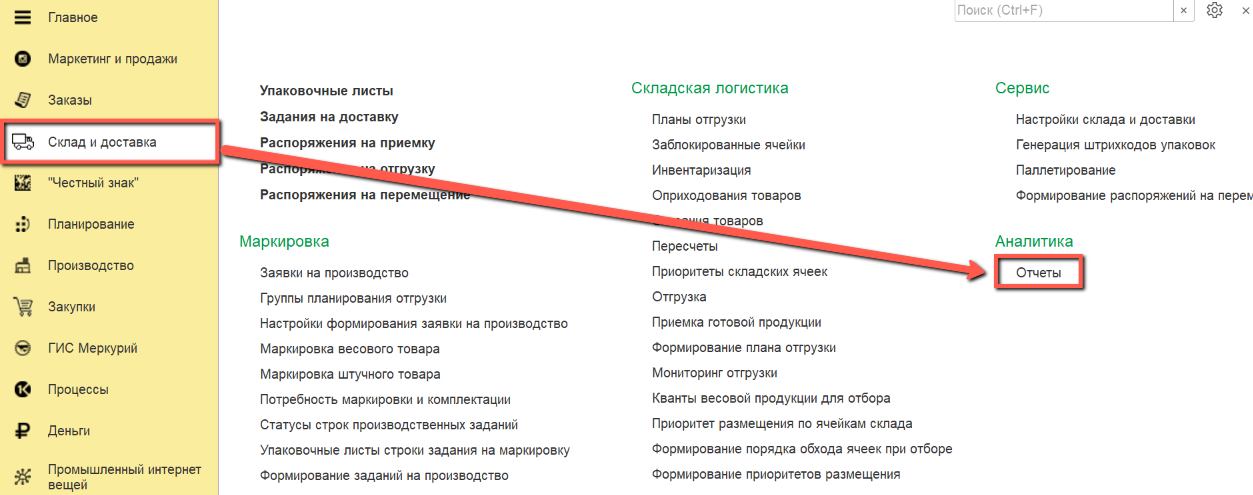 Главное
Маркетинг и продажи
Заказы
Склад и доставка
"Честный знак"
Планирование
Производство
Закупки
ГИС Меркурий
Процессы
Деньги
Промышленный интернет
вещей
Поиск (Ctrl+F)
Упаковочные листы
Задания на доставку
Распоряжения на приемку
Распоряжения на отгрузку
Распоряжения на перемещение
Маркировка
Заявки на производство
Группы планирования отгрузки
Настройки формирования заявки на производство
Маркировка весового товара
Маркировка штучного товара
Потребность маркировки и комплектации
Статусы строк производственных заданий
Упаковочные листы строки задания на маркировку
Формирование заданий на производство
Складская логистика
Планы отгрузки
Заблокированные ячейки
Инвентаризация
Оприходования товаров
товаров
Пересчеты
Приоритеты складских ячеек
Отгрузка
Приемка готовой продукции
Формирование плана отгрузки
Мониторинг отгрузки
Кванты весовой продукции для отбора
Приоритет размещения по ячейкам склада
Формирование порядка обхода ячеек при отборе
Формирование приоритетов размещения
Сервис
Настройки склада и доставки
Генерация штрихкодов упаковок
Паллетирование
Формирование распоряжений на перем
Аналитика
Отчеты